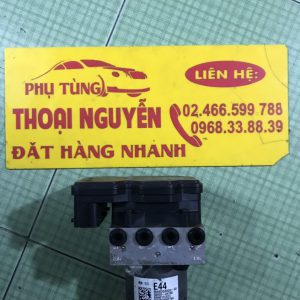 PHỤ TÙNG
THOẠI NGUYỄN
ĐẶT HÀNG NHANH
LIÊN HỆ:
02.466.599 788
0968.33.88.39
E44